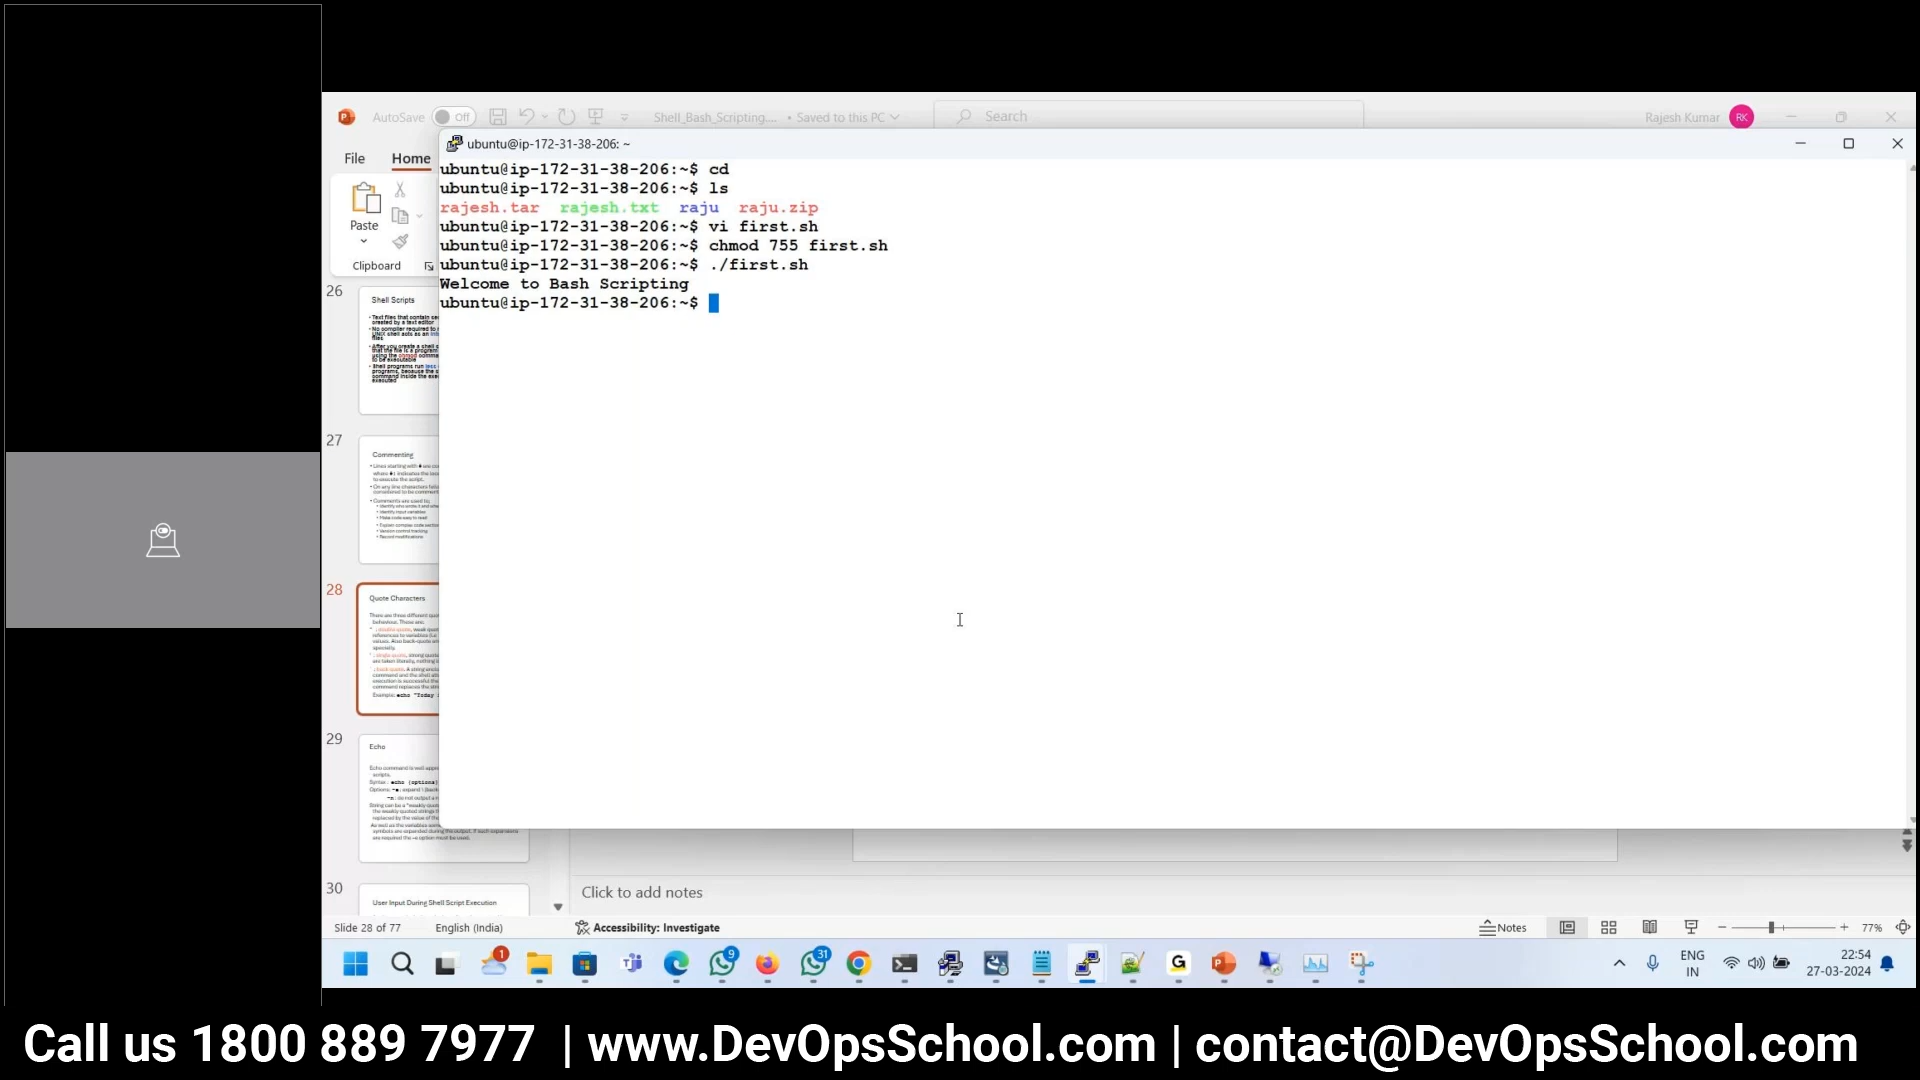 AutoSave Off Shell_Bash_Scripting.... • Saved to this PC Search Rajesh Kumar RK
ubuntu@ip-172-31-38-206: ~
File Home
Paste
Clipboard
ubuntu@ip-172-31-38-206:~$ cd
ubuntu@ip-172-31-38-206:~$ ls
rajesh.tar rajesh.txt raju raju.zip
ubuntu@ip-172-31-38-206:~$ vi first.sh
ubuntu@ip-172-31-38-206:~$ chmod 755 first.sh
ubuntu@ip-172-31-38-206:~$ ./first.sh
Welcome to Bash Scripting
ubuntu@ip-172-31-38-206:~$
26
Shell Scripts
27
Commenting
28
Quote Characters
29
Echo
30
User Input During Shell Script Execution
Click to add notes
Slide 28 of 77 English (India) Accessibility: Investigate Notes 77%
1 9 31 G ENG IN 22:54 27-03-2024
Call us 1800 889 7977 | www.DevOpsSchool.com | contact@DevOpsSchool.com